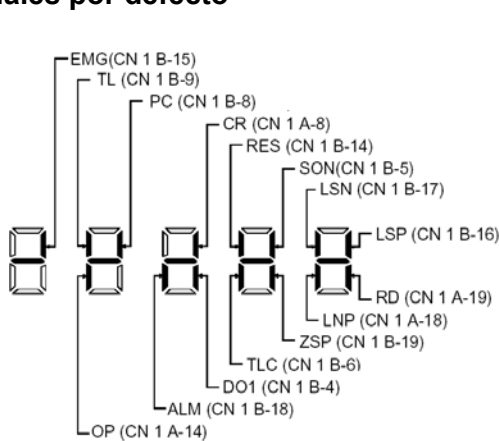 EMG(CN 1 B-15)
TL (CN 1 B-9)
PC (CN 1 B-8)
CR (CN 1 A-8)
RES (CN 1 B-14)
SON(CN 1 B-5)
LSN (CN 1 B-17)
LSP (CN 1 B-16)
RD (CN 1 A-19)
LNP (CN 1 A-18)
ZSP (CN 1 B-19)
TLC (CN 1 B-6)
DO1 (CN 1 B-4)
ALM (CN 1 B-18)
OP (CN 1 A-14)